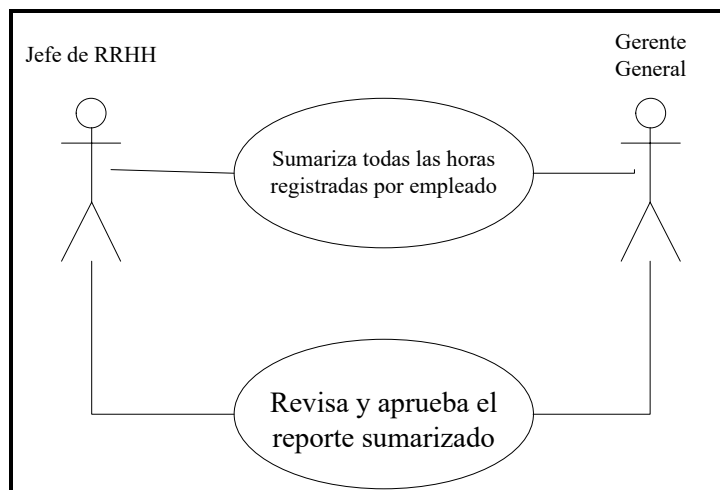 Jefe de RRHH
Gerente
General
Sumariza todas las horas
registradas por empleado
Revisa y aprueba el
reporte sumarizado